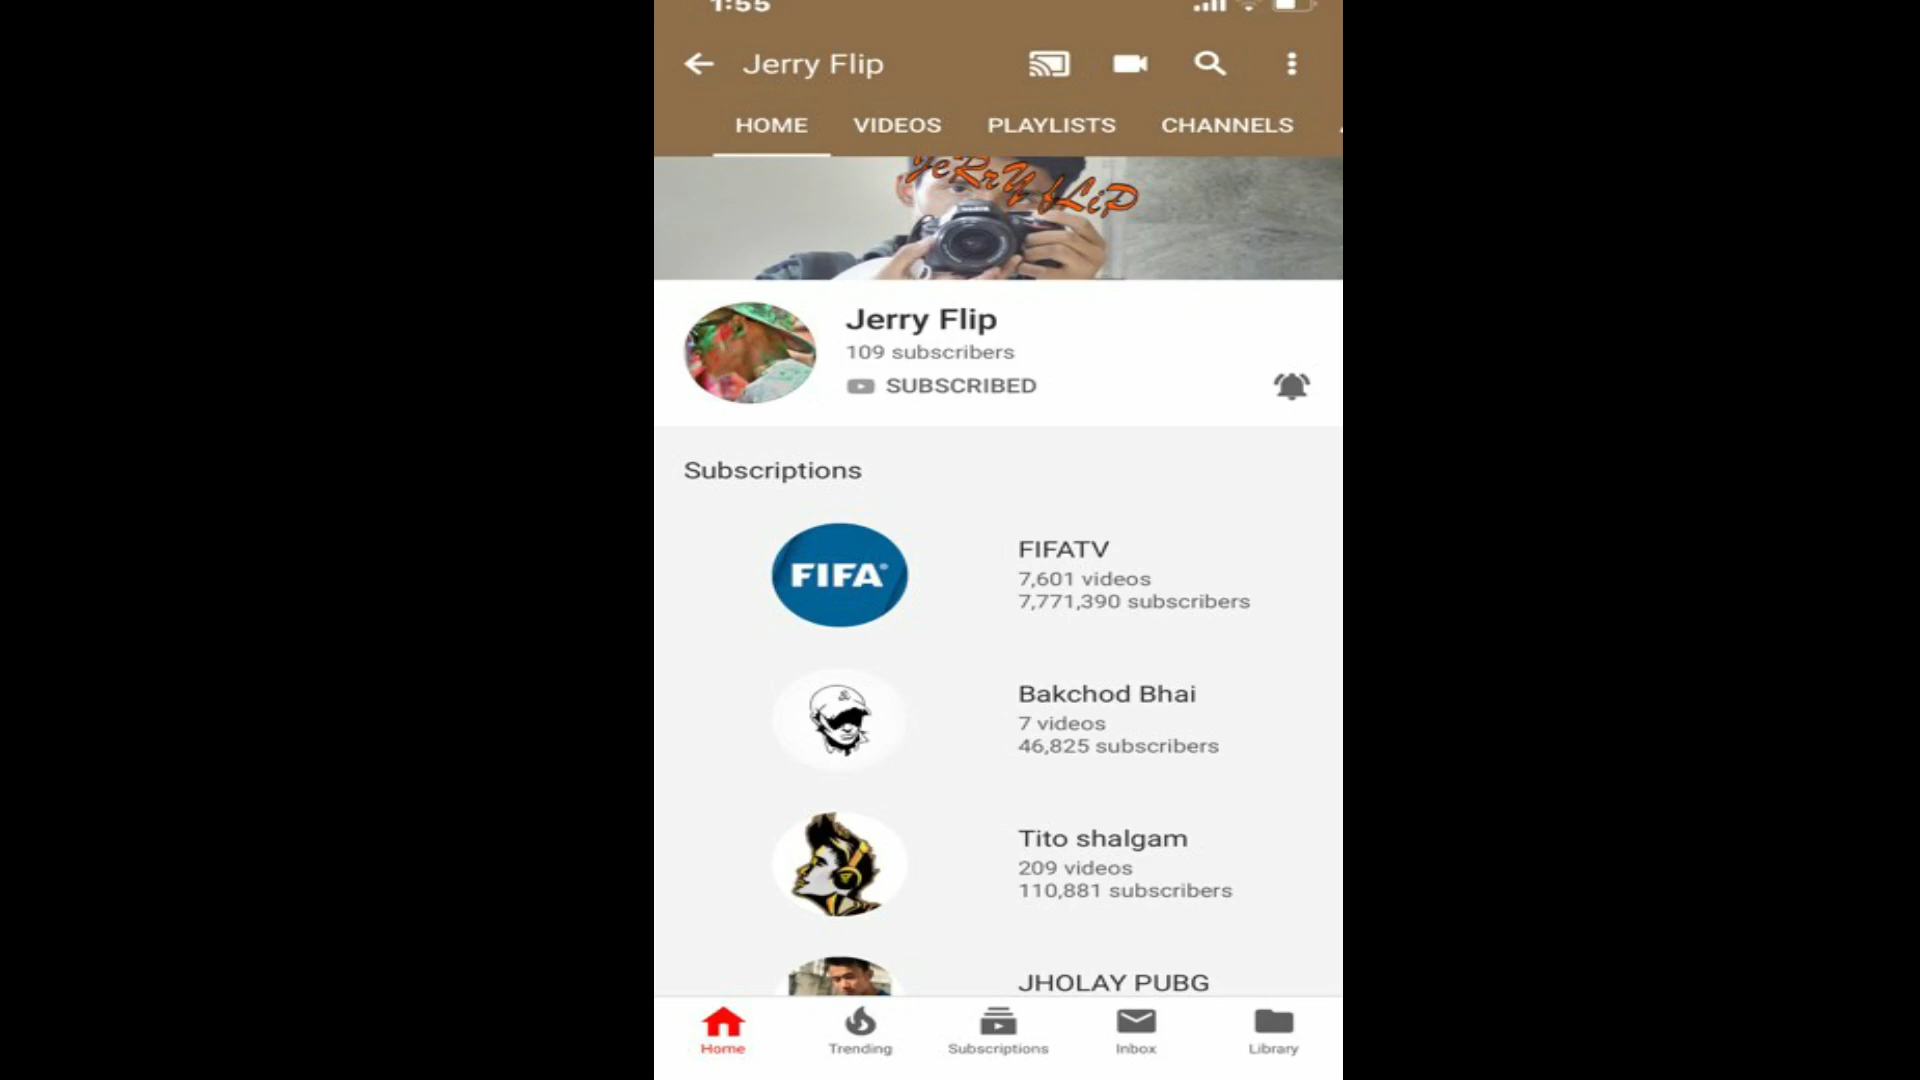 1:55
Jerry Flip
HOME VIDEOS PLAYLISTS CHANNELS
JeRrY fLiP
Jerry Flip
109 subscribers
SUBSCRIBED
Subscriptions
FIFA
FIFATV
7,601 videos
7,771,390 subscribers
Bakchod Bhai
7 videos
46,825 subscribers
Tito shalgam
209 videos
110,881 subscribers
JHOLAY PUBG
Home Trending Subscriptions Inbox Library